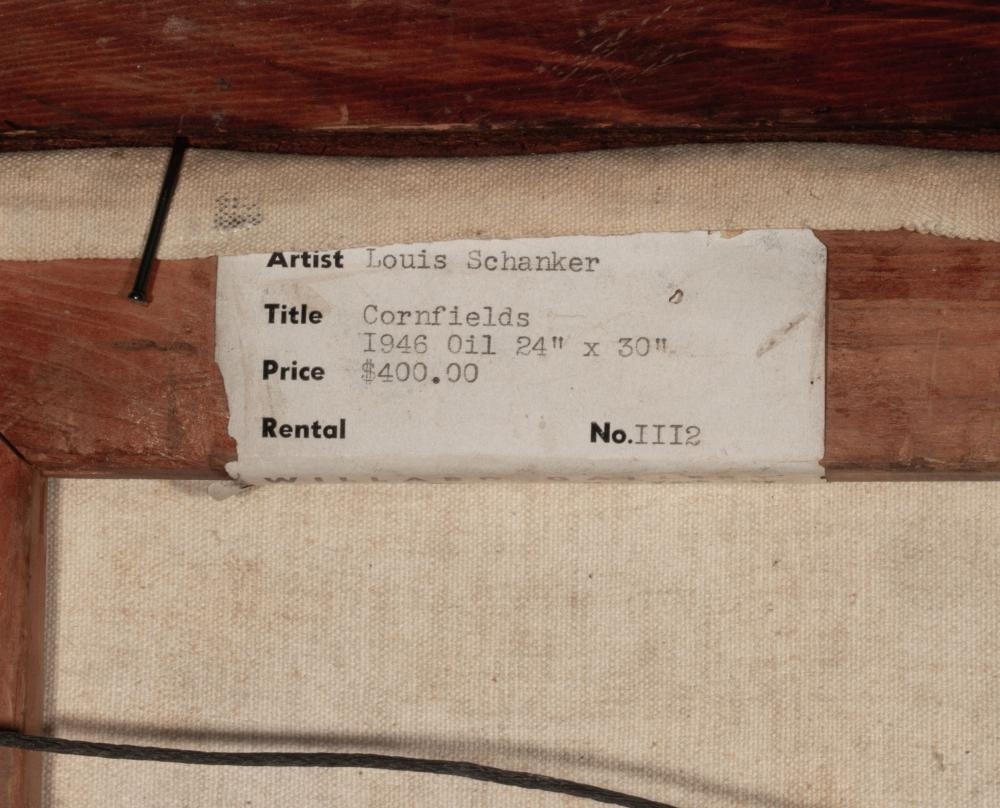 Artist Louis Schanker
Title Cornfields
I946 Oil 24" x 30"
Price $400.00
Rental No.III2